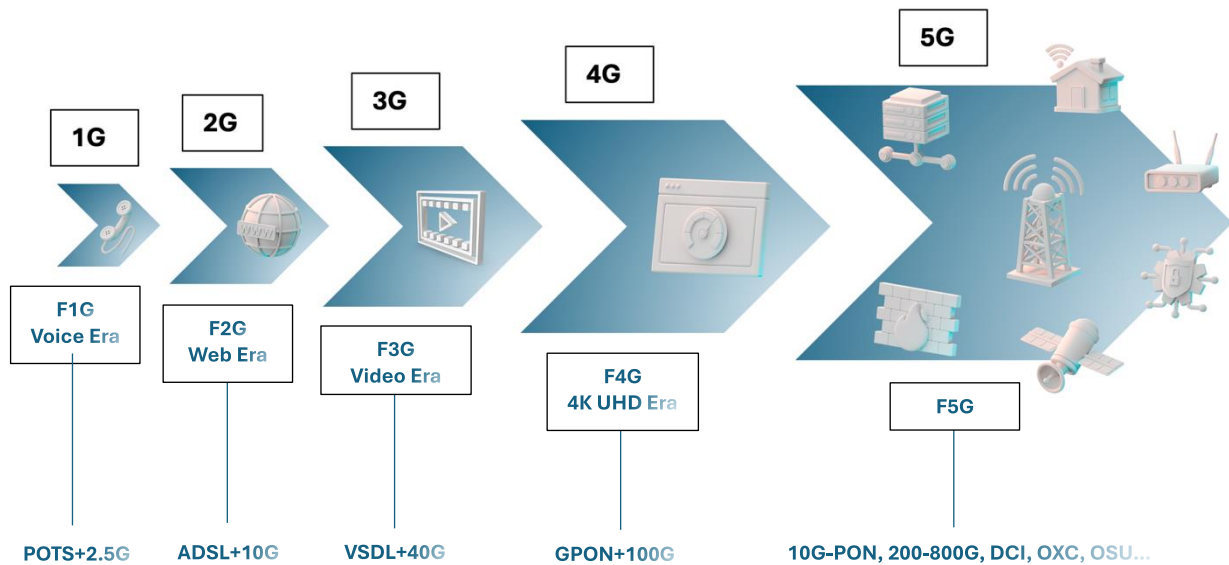 1G
2G
3G
4G
5G
WWW
F1G
Voice Era
F2G
Web Era
F3G
Video Era
F4G
4K UHD Era
F5G
POTS+2.5G
ADSL+10G
VSDL+40G
GPON+100G
10G-PON, 200-800G, DCI, OXC, OSU...